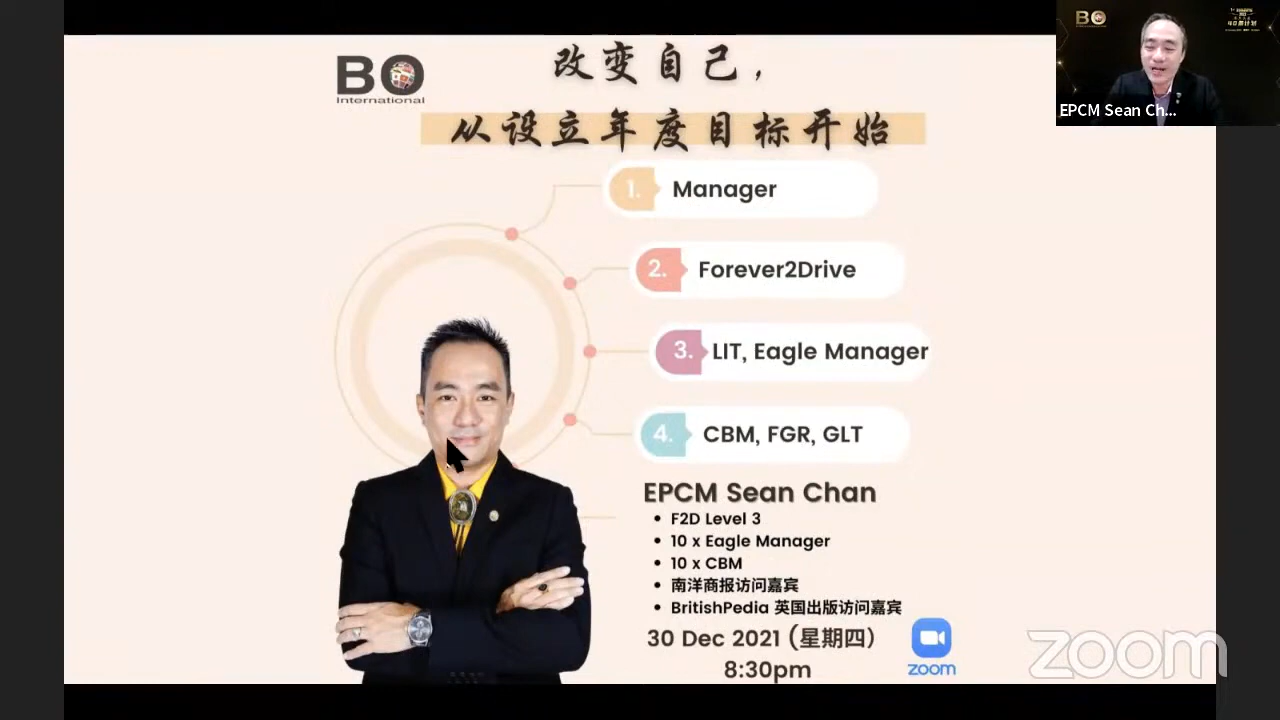 BO
International
改变自己，
从设立年度目标开始
1. Manager
2. Forever2Drive
3. LIT, Eagle Manager
4. CBM, FGR, GLT
EPCM Sean Chan
• F2D Level 3
• 10 x Eagle Manager
• 10 x CBM
• 南洋商报访问嘉宾
• BritishPedia 英国出版访问嘉宾
30 Dec 2021 (星期四)
8:30pm
zoom
zoom
BO
EPCM Sean Ch...